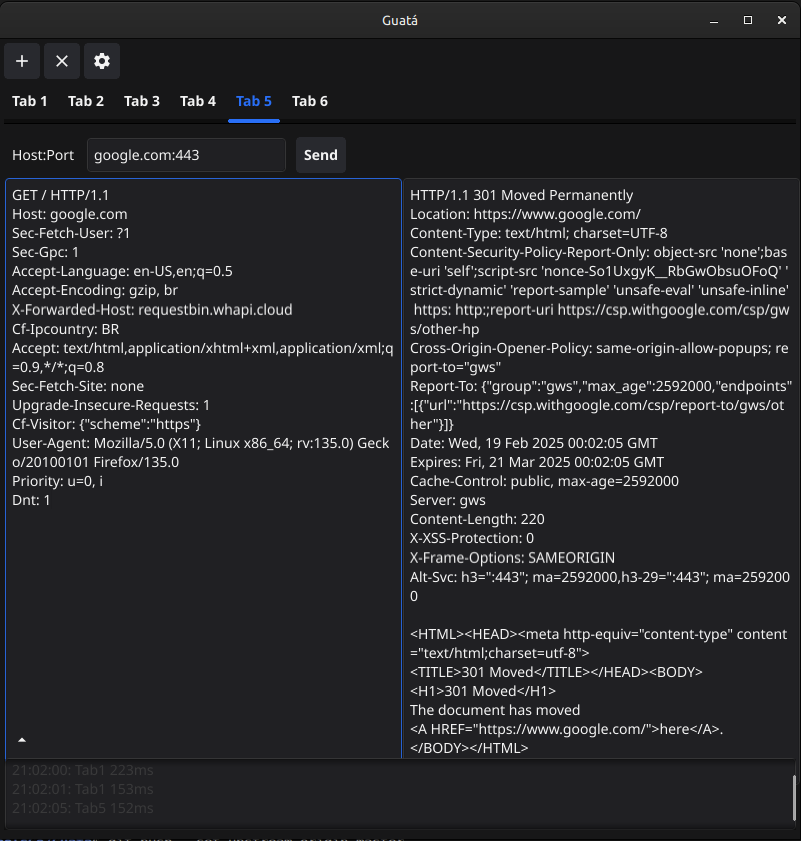 Guatá
Tab 1 Tab 2 Tab 3 Tab 4 Tab 5 Tab 6
Host:Port google.com:443 Send
GET / HTTP/1.1
Host: google.com
Sec-Fetch-User: ?1
Sec-Gpc: 1
Accept-Language: en-US,en;q=0.5
Accept-Encoding: gzip, br
X-Forwarded-Host: requestbin.whapi.cloud
Cf-Ipcountry: BR
Accept: text/html,application/xhtml+xml,application/xml;q
=0.9,*/*;q=0.8
Sec-Fetch-Site: none
Upgrade-Insecure-Requests: 1
Cf-Visitor: {"scheme":"https"}
User-Agent: Mozilla/5.0 (X11; Linux x86_64; rv:135.0) Geck
o/20100101 Firefox/135.0
Priority: u=0, i
Dnt: 1
HTTP/1.1 301 Moved Permanently
Location: https://www.google.com/
Content-Type: text/html; charset=UTF-8
Content-Security-Policy-Report-Only: object-src 'none';bas
e-uri 'self';script-src 'nonce-So1UxgyK__RbGwObsuOFoQ' '
strict-dynamic' 'report-sample' 'unsafe-eval' 'unsafe-inline'
https: http:;report-uri https://csp.withgoogle.com/csp/gw
s/other-hp
Cross-Origin-Opener-Policy: same-origin-allow-popups; re
port-to="gws"
Report-To: {"group":"gws","max_age":2592000,"endpoints"
:[{"url":"https://csp.withgoogle.com/csp/report-to/gws/ot
her"}]}
Date: Wed, 19 Feb 2025 00:02:05 GMT
Expires: Fri, 21 Mar 2025 00:02:05 GMT
Cache-Control: public, max-age=2592000
Server: gws
Content-Length: 220
X-XSS-Protection: 0
X-Frame-Options: SAMEORIGIN
Alt-Svc: h3=":443"; ma=2592000,h3-29=":443"; ma=259200
0
<HTML><HEAD><meta http-equiv="content-type" content
="text/html;charset=utf-8">
<TITLE>301 Moved</TITLE></HEAD><BODY>
<H1>301 Moved</H1>
The document has moved
<A HREF="https://www.google.com/">here</A>.
</BODY></HTML>
21:02:00: Tab1 223ms
21:02:01: Tab1 153ms
21:02:05: Tab5 152ms